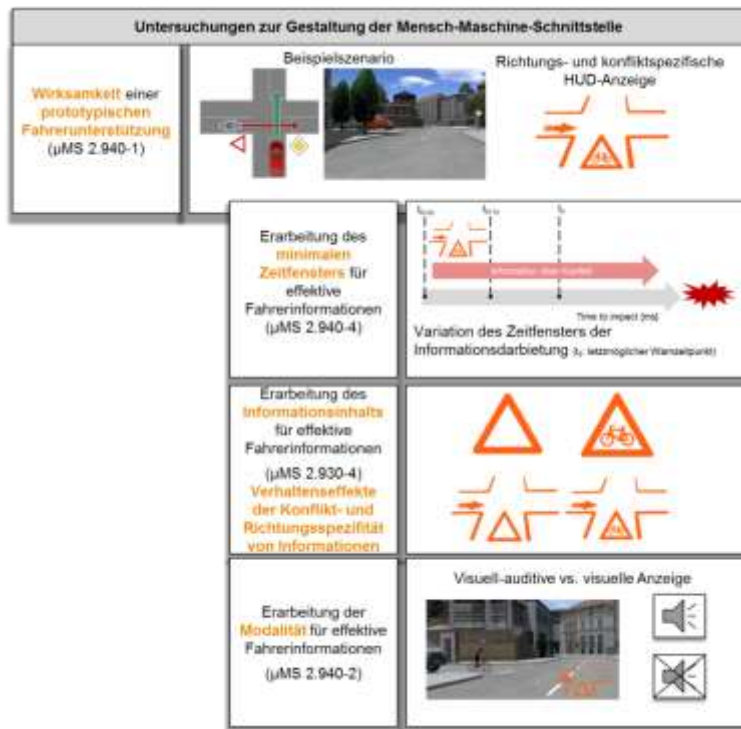 Untersuchungen zur Gestaltung der Mensch-Maschine-Schnittstelle
Wirksamkeit einer
prototypischen
Fahrerunterstützung
(µMS 2.940-1)
Beispielszenario
Richtungs- und konfliktspezifische
HUD-Anzeige
Erarbeitung des
minimalen
Zeitfensters für
effektive
Fahrerinformationen
(µMS 2.940-4)
Time to impact (ms)
Variation des Zeitfensters der
Informationsdarbietung (t₀: letztmöglicher Warnzeitpunkt)
Erarbeitung des
Informationsinhalts
für effektive
Fahrerinformationen
(µMS 2.930-4)
Verhaltenseffekte
der Konflikt- und
Richtungsspezifität
von Informationen
Erarbeitung der
Modalität für effektive
Fahrerinformationen
(µMS 2.940-2)
Visuell-auditive vs. visuelle Anzeige